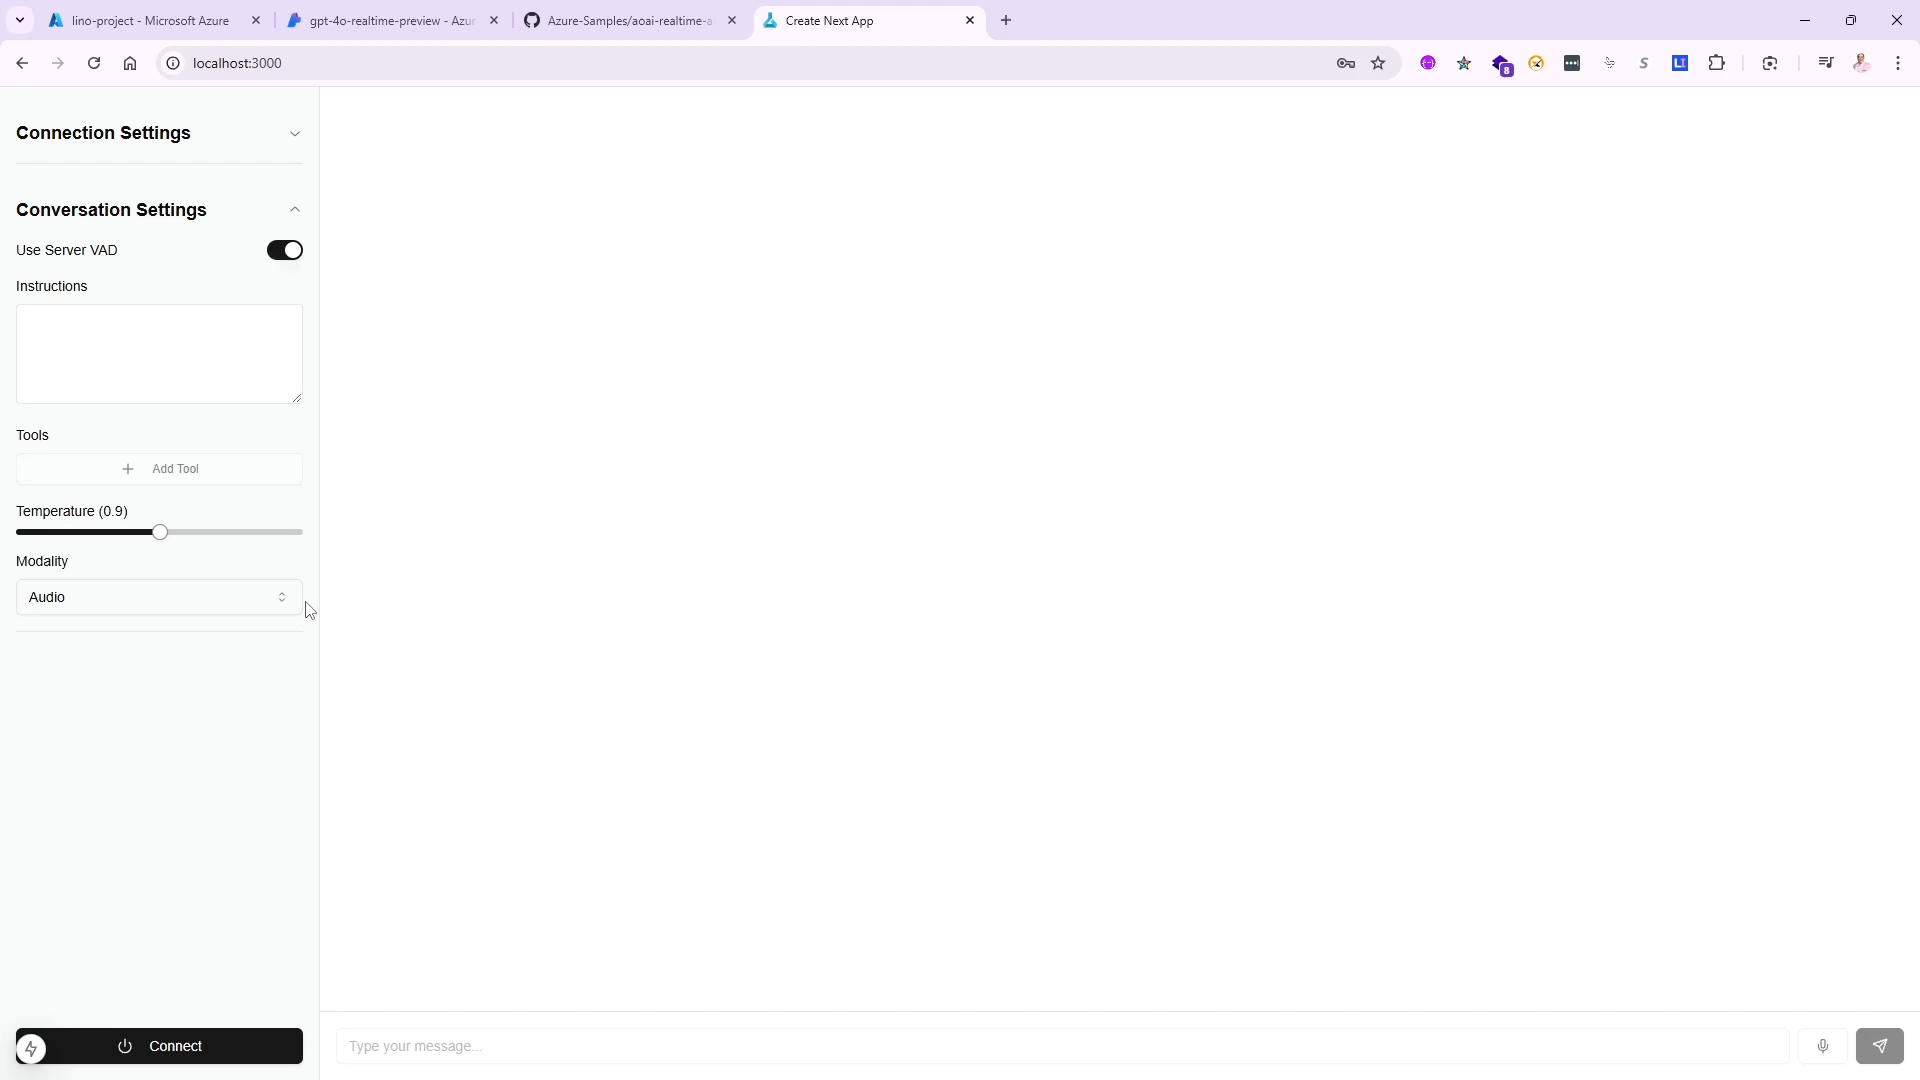 lino-project - Microsoft Azure
gpt-4o-realtime-preview - Azur
Azure-Samples/aoai-realtime-a
Create Next App
localhost:3000
8
LI
Connection Settings
Conversation Settings
Use Server VAD
Instructions
Tools
Add Tool
Temperature (0.9)
Modality
Audio
Connect
Type your message...